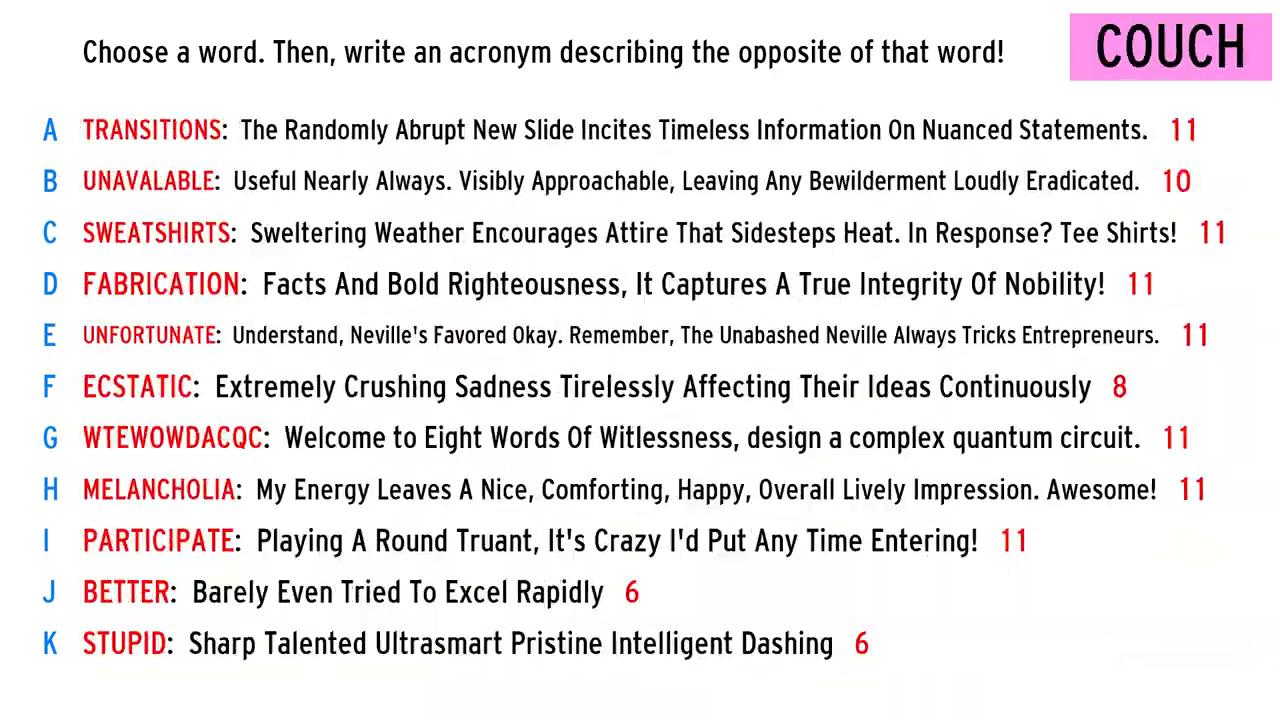 Choose a word. Then, write an acronym describing the opposite of that word!
COUCH
A TRANSITIONS: The Randomly Abrupt New Slide Incites Timeless Information On Nuanced Statements. 11
B UNAVALABLE: Useful Nearly Always. Visibly Approachable, Leaving Any Bewilderment Loudly Eradicated. 10
C SWEATSHIRTS: Sweltering Weather Encourages Attire That Sidesteps Heat. In Response? Tee Shirts! 11
D FABRICATION: Facts And Bold Righteousness, It Captures A True Integrity Of Nobility! 11
E UNFORTUNATE: Understand, Neville's Favored Okay. Remember, The Unabashed Neville Always Tricks Entrepreneurs. 11
F ECSTATIC: Extremely Crushing Sadness Tirelessly Affecting Their Ideas Continuously 8
G WTEWOWDACQC: Welcome to Eight Words Of Witlessness, design a complex quantum circuit. 11
H MELANCHOLIA: My Energy Leaves A Nice, Comforting, Happy, Overall Lively Impression. Awesome! 11
I PARTICIPATE: Playing A Round Truant, It's Crazy I'd Put Any Time Entering! 11
J BETTER: Barely Even Tried To Excel Rapidly 6
K STUPID: Sharp Talented Ultrasmart Pristine Intelligent Dashing 6